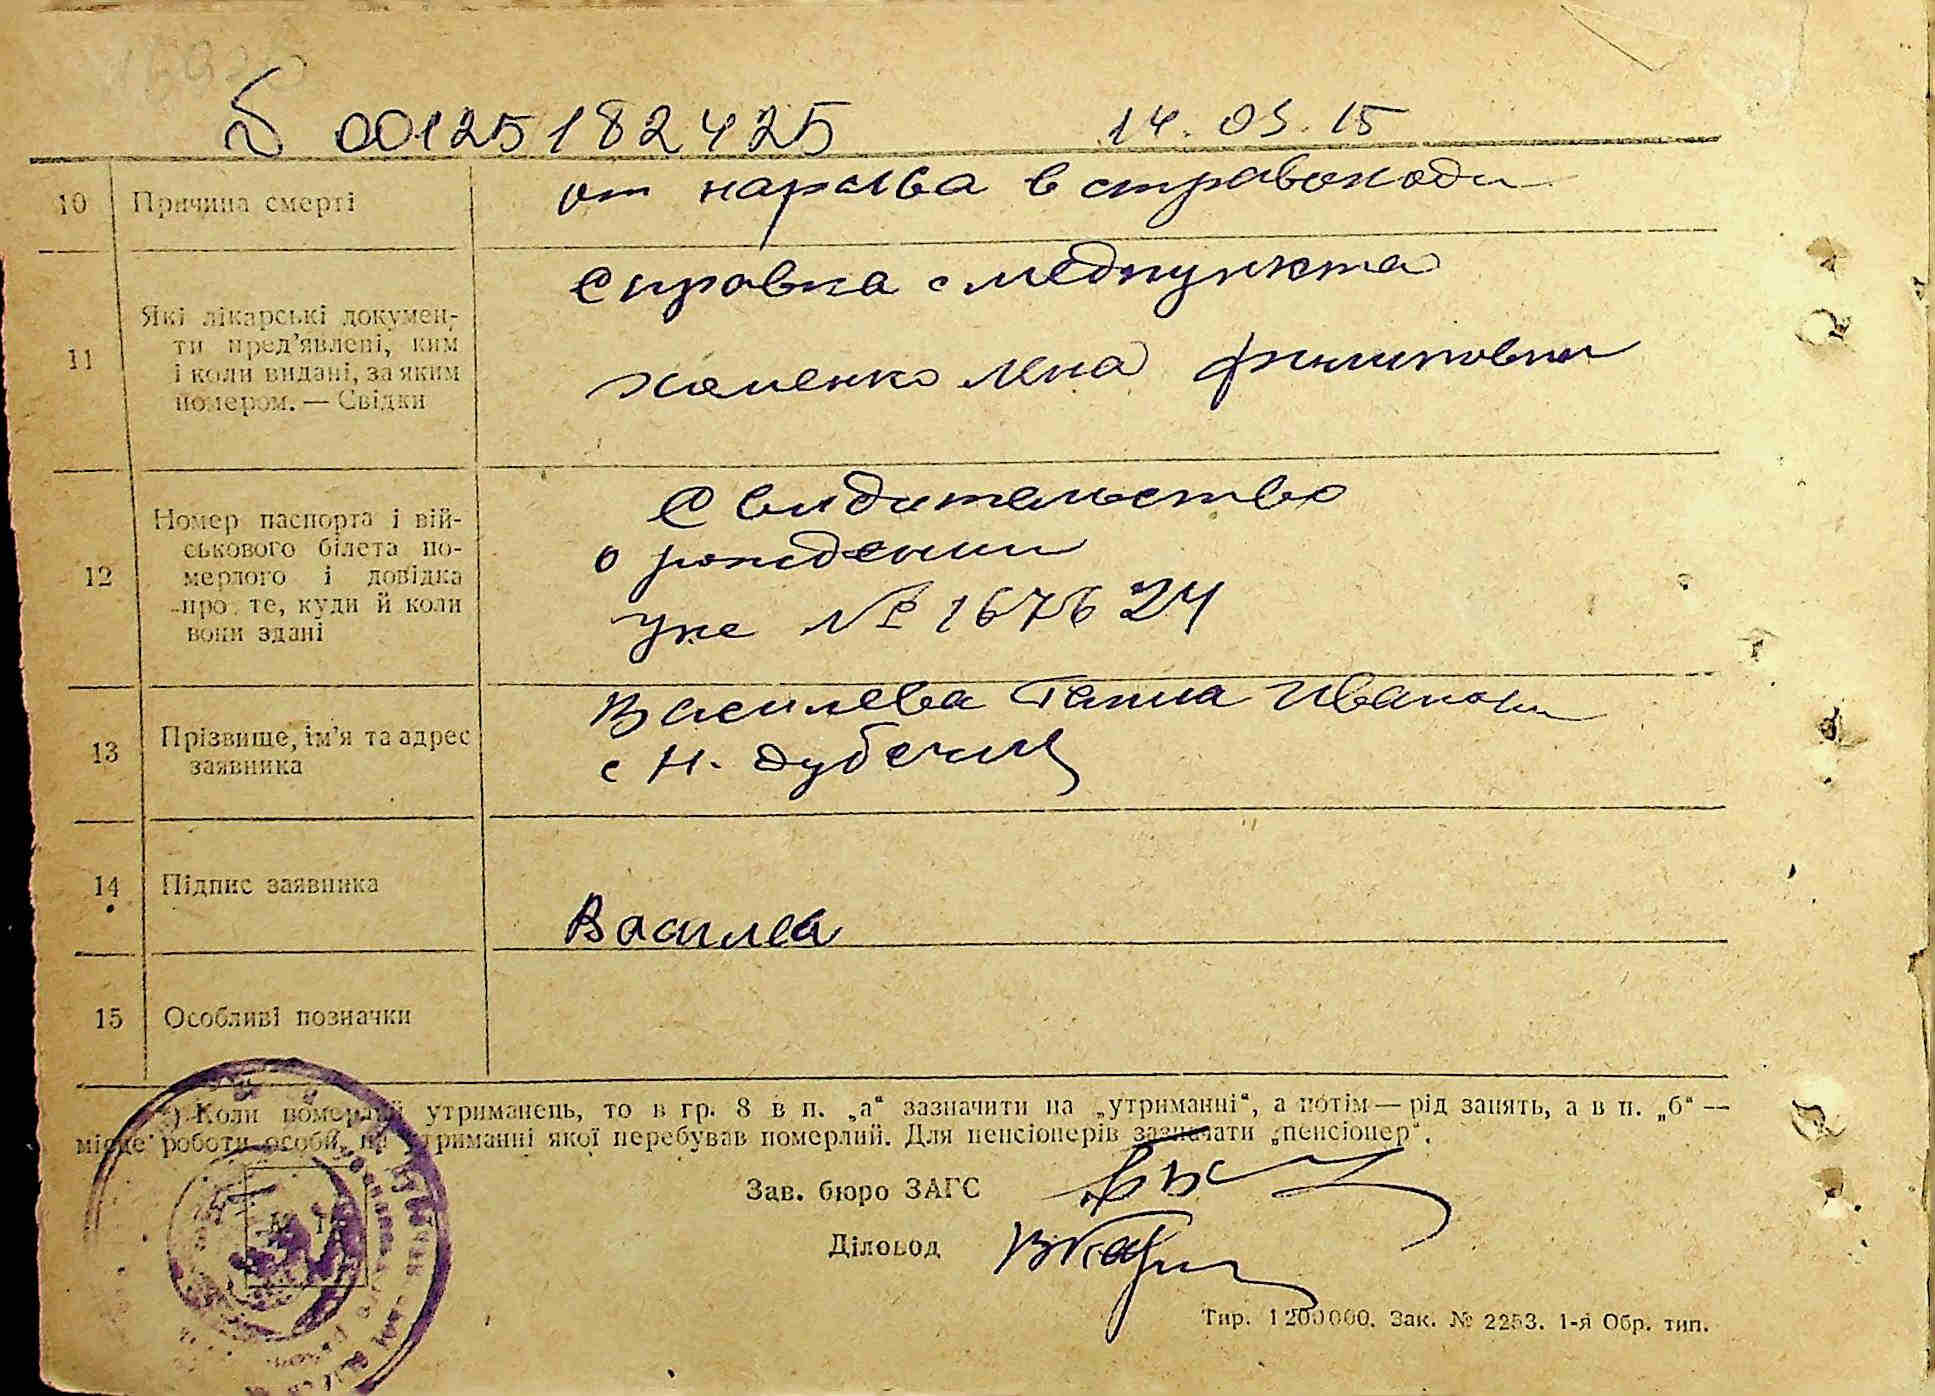 00125182425 14.05.15
10 Причина смерті
от нарыва в стравоходи
11 Які лікарські докумен-
ти пред’явлені, ким
і коли видані, за яким
номером. — Свідки
Справка с медпункта
Хоменко Лена Филиповна
12 Номер паспорта і вій-
ськового білета по-
мерлого і довідка
про те, куди й коли
вони здані
Свидительство
о рождении
№ 167624
13 Прізвище, ім’я та адрес
заявника
Василева Ганна Ивановн
с Н. Дубечня
14 Підпис заявника
Василева
15 Особливі позначки
*) Коли померлий утриманець, то в гр. 8 в п. „а“ зазначити на „утриманні“, а потім — рід занять, а в п. „б“ —
місце роботи особи, на утриманні якої перебував померлий. Для пенсіонерів зазначати „пенсіонер“.
Зав. бюро ЗАГС
Діловод
Тир. 1200000. Зак. № 2253. 1-я Обр. тип.